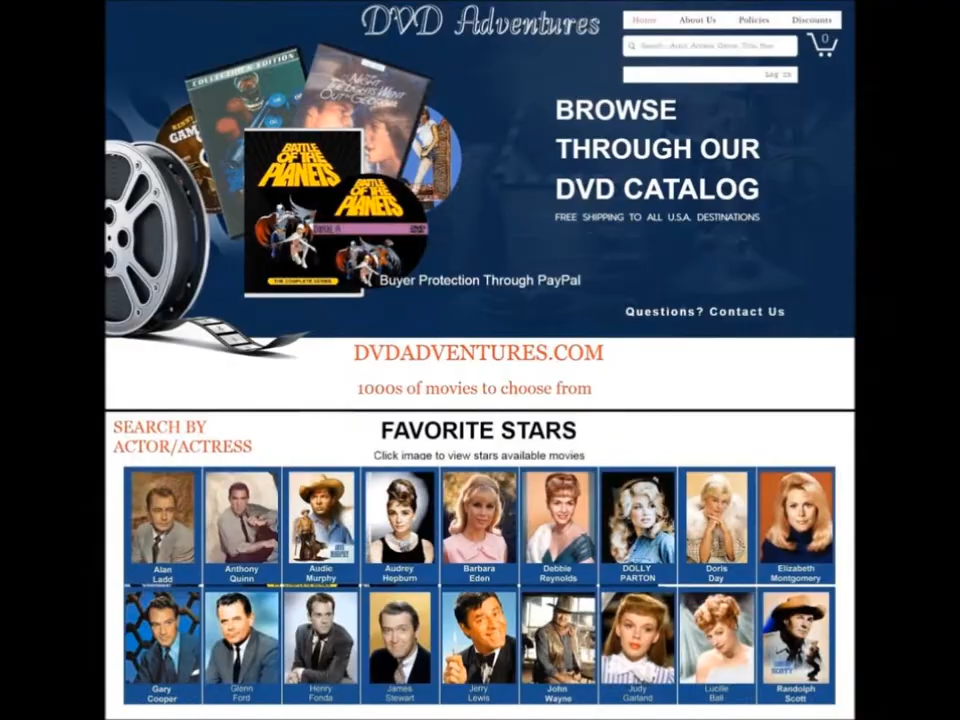 DVD Adventures
Home About Us Policies Discounts
0
Log In
COLLECTOR'S EDITION
BROWSE
THROUGH OUR
DVD CATALOG
FREE SHIPPING TO ALL U.S.A. DESTINATIONS
BATTLE
OF THE
PLANETS
BATTLE
OF THE
PLANETS
THE COMPLETE SERIES
Buyer Protection Through PayPal
Questions? Contact Us
DVDADVENTURES.COM
1000s of movies to choose from
SEARCH BY
ACTOR/ACTRESS
FAVORITE STARS
Click image to view stars available movies
Alan Ladd
Anthony Quinn
Audie Murphy
Audrey Hepburn
Barbara Eden
Debbie Reynolds
DOLLY PARTON
Doris Day
Elizabeth Montgomery
Gary Cooper
Glenn Ford
Henry Fonda
James Stewart
Jerry Lewis
John Wayne
Judy Garland
Lucille Ball
Randolph Scott